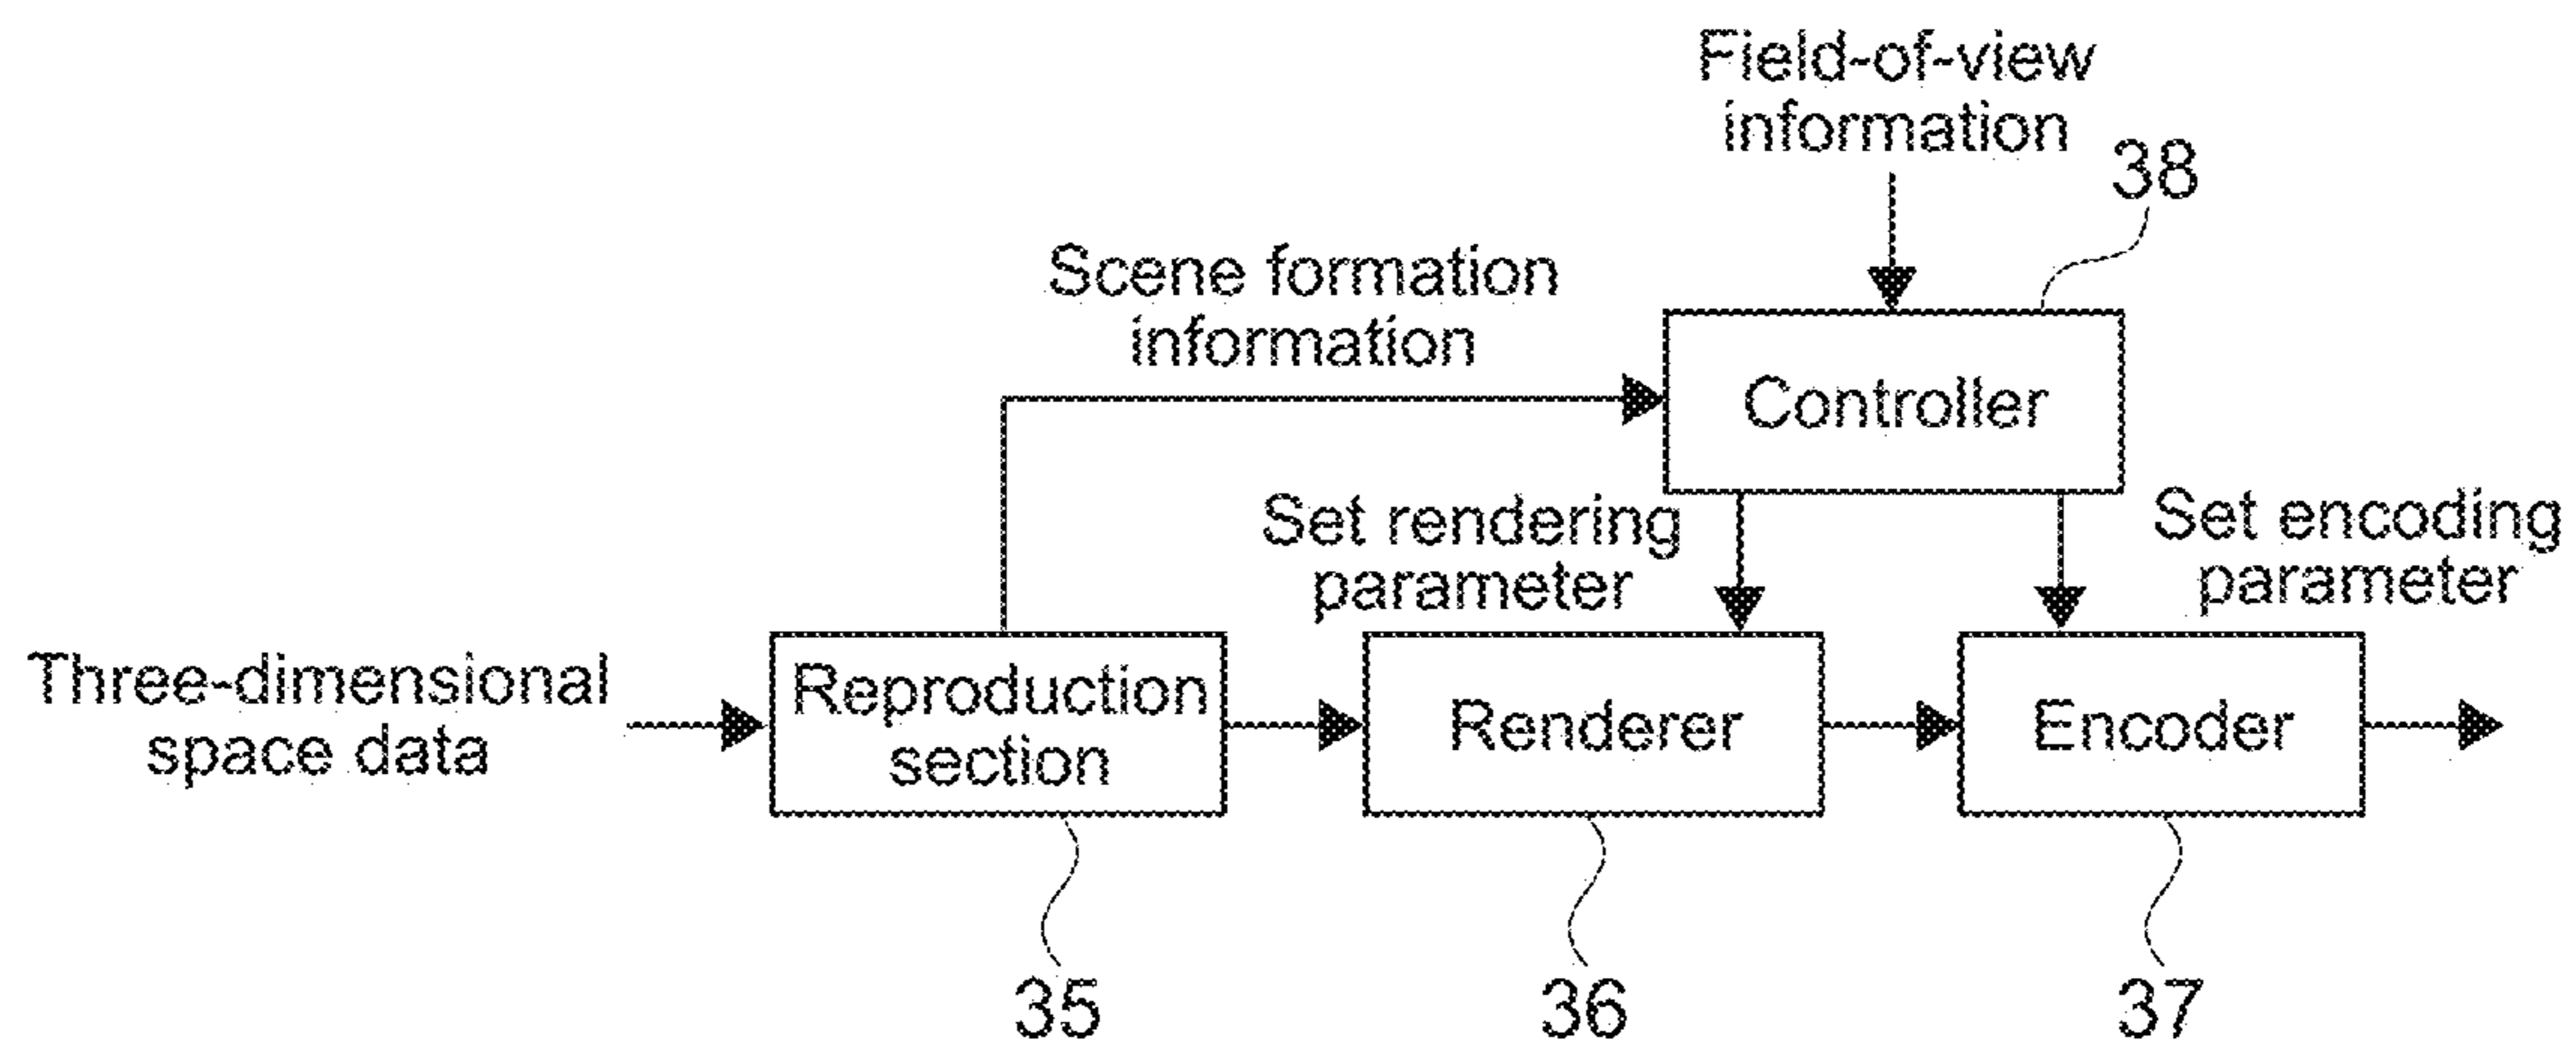 Field-of-view
information
38
Scene formation
information
Controller
Set rendering
parameter
Set encoding
parameter
Three-dimensional
space data
Reproduction
section
Renderer
Encoder
35
36
37